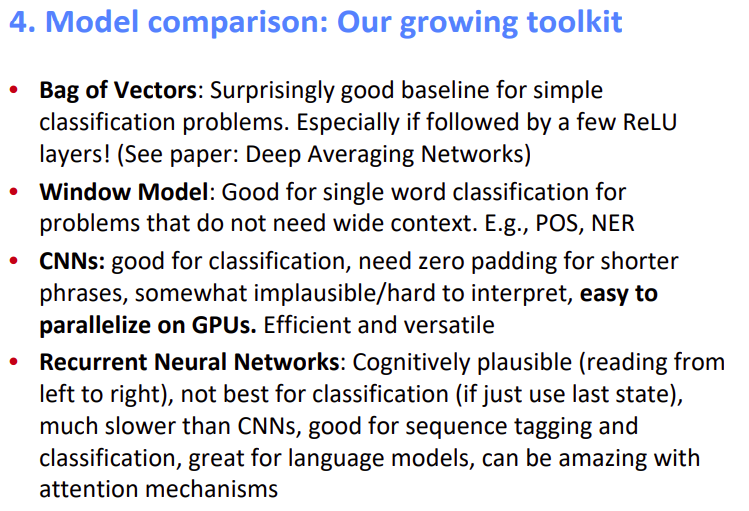 4. Model comparison: Our growing toolkit
• Bag of Vectors: Surprisingly good baseline for simple
classification problems. Especially if followed by a few ReLU
layers! (See paper: Deep Averaging Networks)
• Window Model: Good for single word classification for
problems that do not need wide context. E.g., POS, NER
• CNNs: good for classification, need zero padding for shorter
phrases, somewhat implausible/hard to interpret, easy to
parallelize on GPUs. Efficient and versatile
• Recurrent Neural Networks: Cognitively plausible (reading from
left to right), not best for classification (if just use last state),
much slower than CNNs, good for sequence tagging and
classification, great for language models, can be amazing with
attention mechanisms